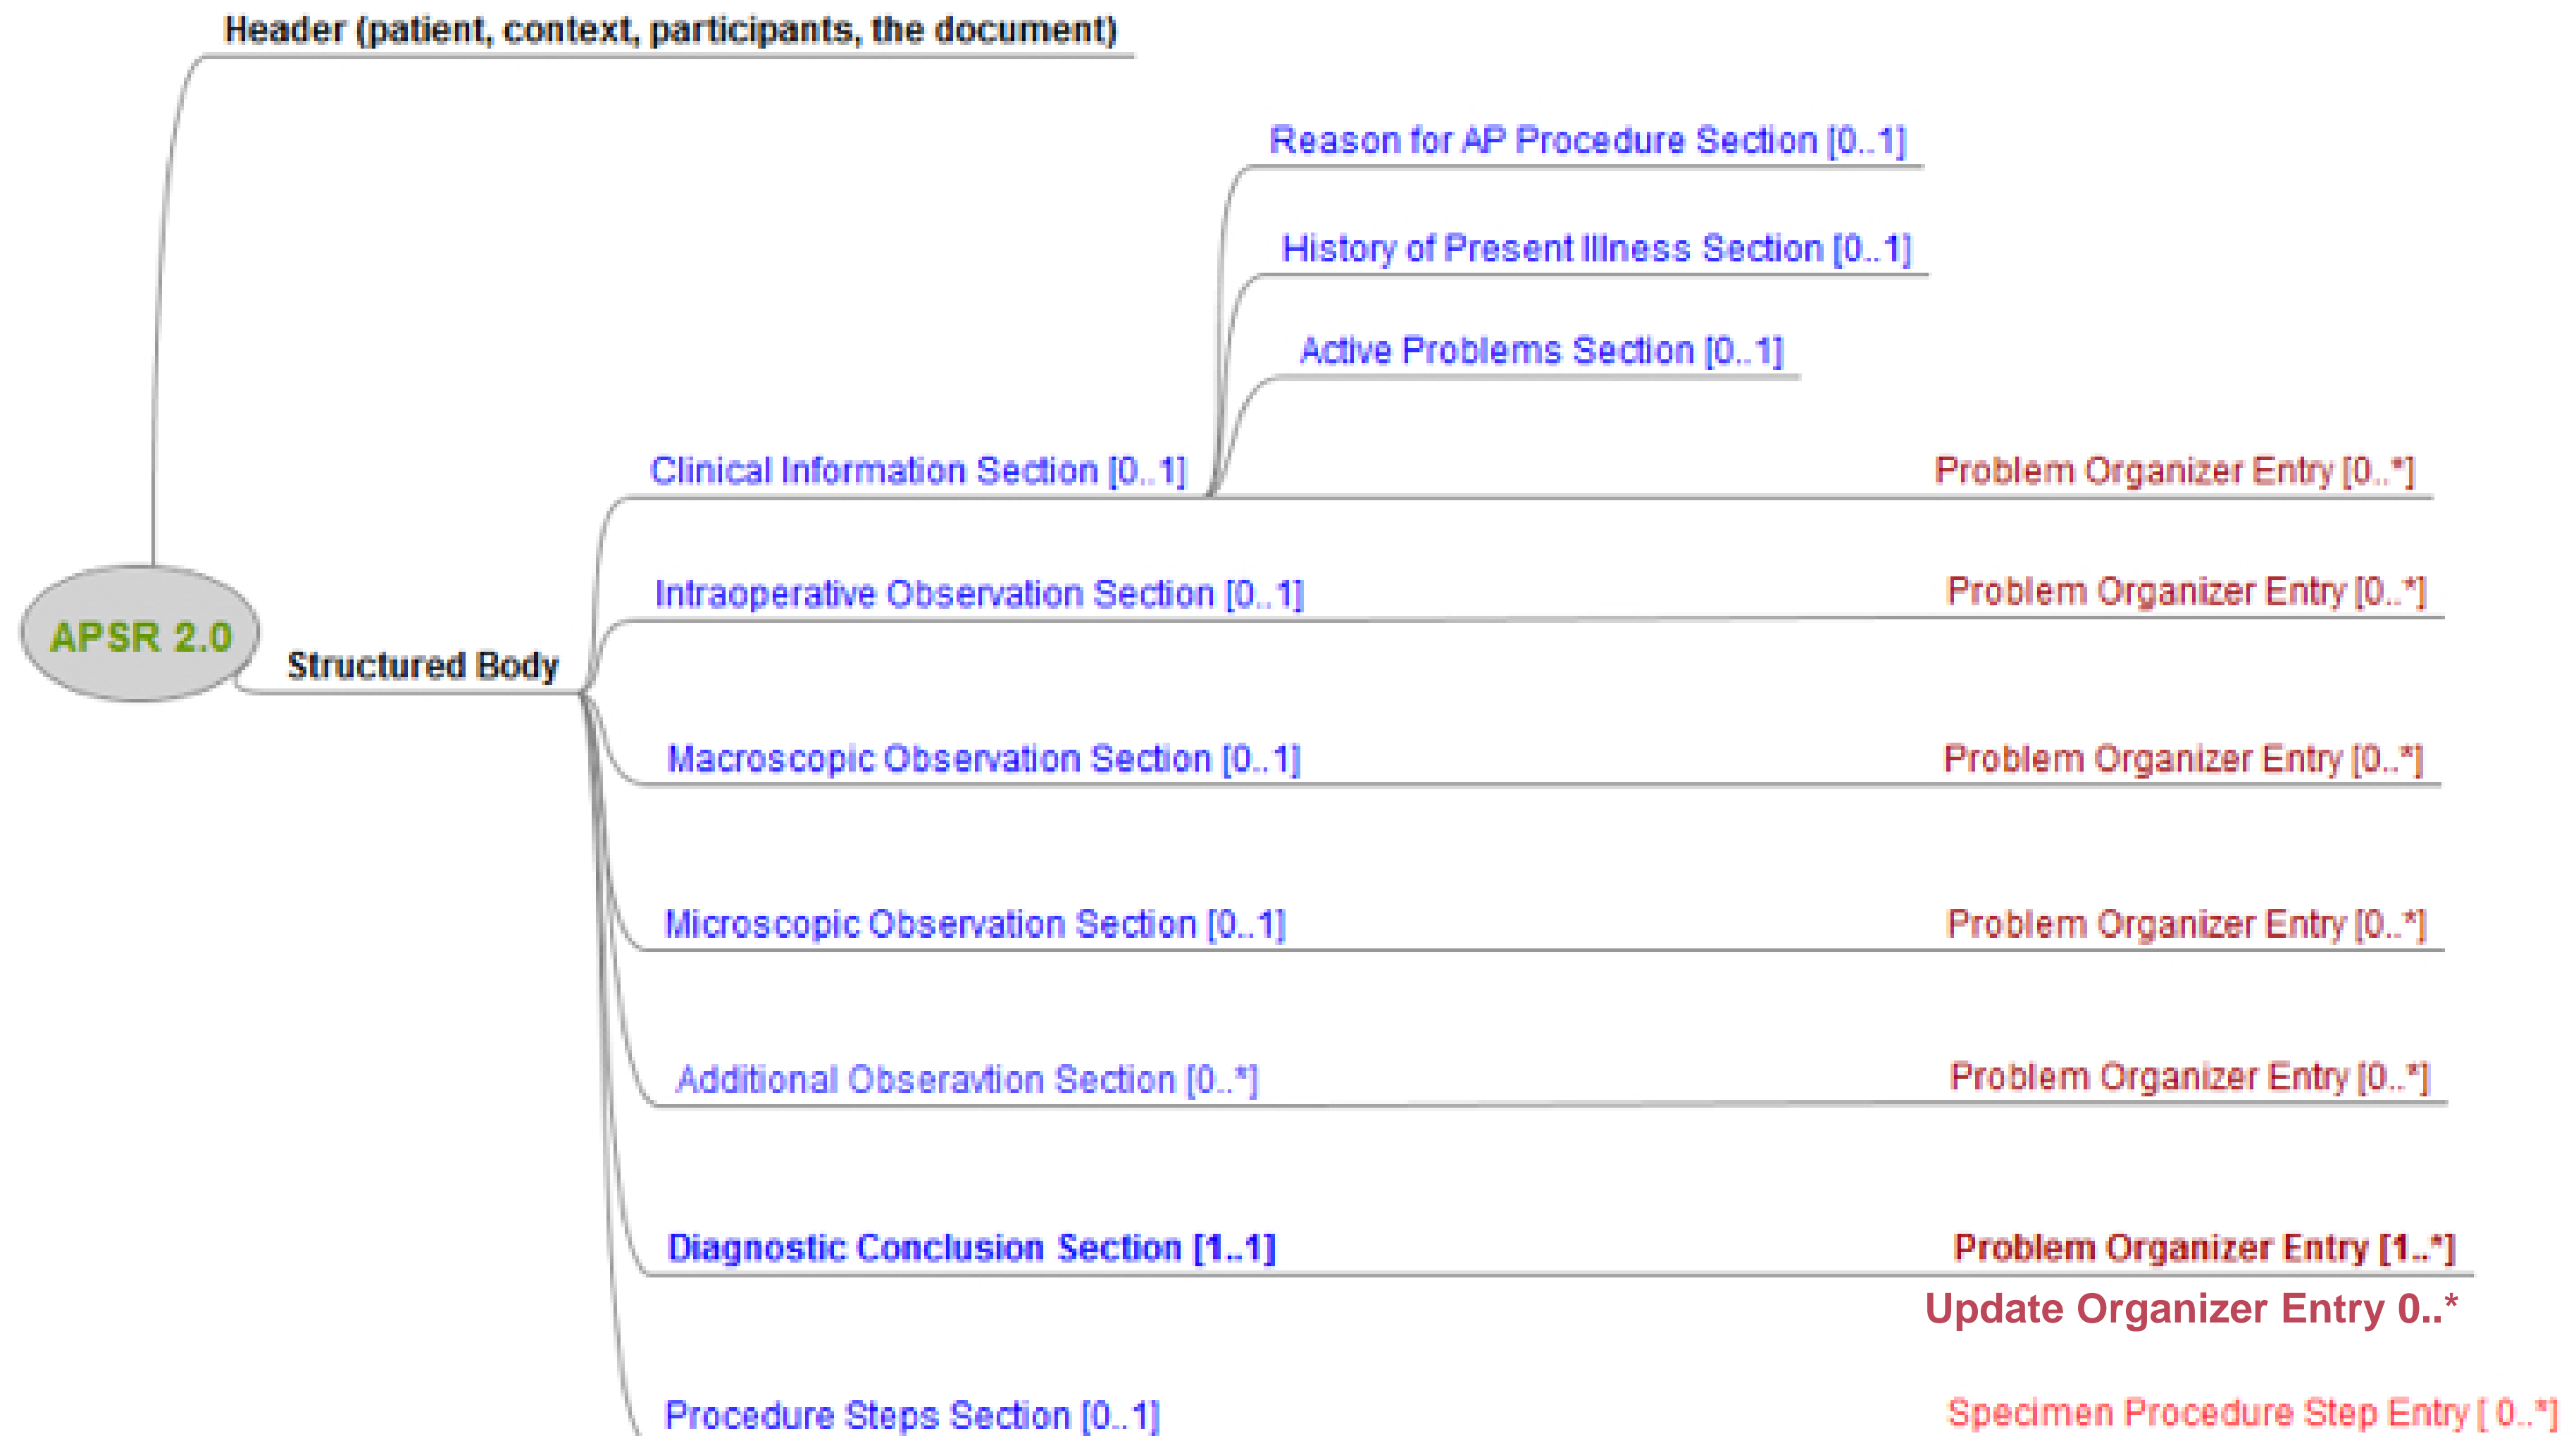 Header (patient, context, participants, the document)
Reason for AP Procedure Section [0..1]
History of Present Illness Section [0..1]
Active Problems Section [0..1]
Clinical Information Section [0..1]
Problem Organizer Entry [0..*]
Intraoperative Observation Section [0..1]
Problem Organizer Entry [0..*]
APSR 2.0
Structured Body
Macroscopic Observation Section [0..1]
Problem Organizer Entry [0..*]
Microscopic Observation Section [0..1]
Problem Organizer Entry [0..*]
Additional Obseravtion Section [0..*]
Problem Organizer Entry [0..*]
Diagnostic Conclusion Section [1..1]
Problem Organizer Entry [1..*]
Update Organizer Entry 0..*
Procedure Steps Section [0..1]
Specimen Procedure Step Entry [ 0..*]